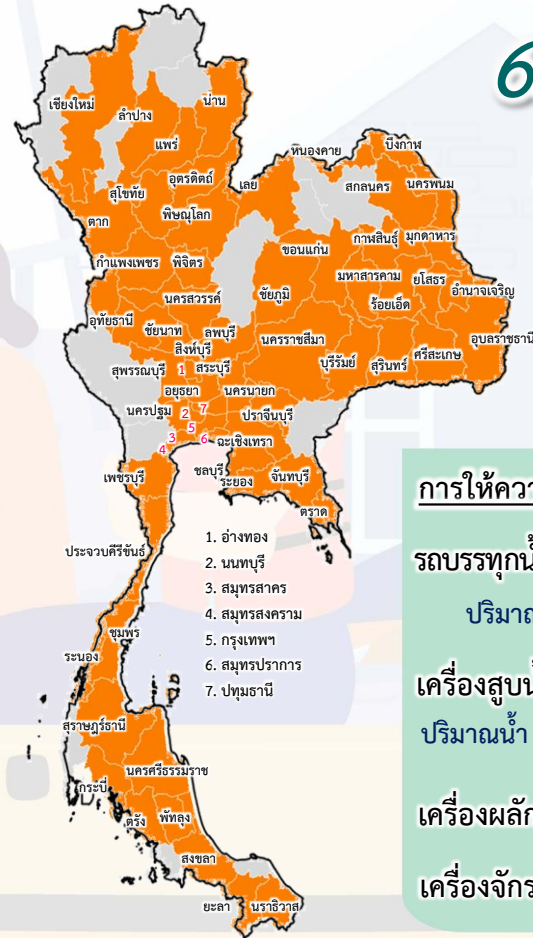 6
เชียงใหม่
ลำปาง
น่าน
แพร่
อุตรดิตถ์
สุโขทัย
ตาก
พิษณุโลก
กำแพงเพชร
พิจิตร
นครสวรรค์
อุทัยธานี
ชัยนาท
ลพบุรี
สิงห์บุรี
1
สระบุรี
สุพรรณบุรี
อยุธยา
นครนายก
นครปฐม
2
7
ปราจีนบุรี
5
3
6
4
ฉะเชิงเทรา
เลย
หนองคาย
บึงกาฬ
สกลนคร
นครพนม
ขอนแก่น
กาฬสินธุ์
มุกดาหาร
มหาสารคาม
ยโสธร
ชัยภูมิ
ร้อยเอ็ด
อำนาจเจริญ
นครราชสีมา
บุรีรัมย์
สุรินทร์
ศรีสะเกษ
อุบลราชธานี
เพชรบุรี
ชลบุรี
ระยอง
จันทบุรี
ตราด
ประจวบคีรีขันธ์
ชุมพร
ระนอง
สุราษฎร์ธานี
นครศรีธรรมราช
กระบี่
ตรัง
พัทลุง
สงขลา
ยะลา
นราธิวาส
1. อ่างทอง
2. นนทบุรี
3. สมุทรสาคร
4. สมุทรสงคราม
5. กรุงเทพฯ
6. สมุทรปราการ
7. ปทุมธานี
การให้ควา
รถบรรทุกน้
ปริมาณ
เครื่องสูบน้
ปริมาณน้ำ
เครื่องผลัก
เครื่องจักร